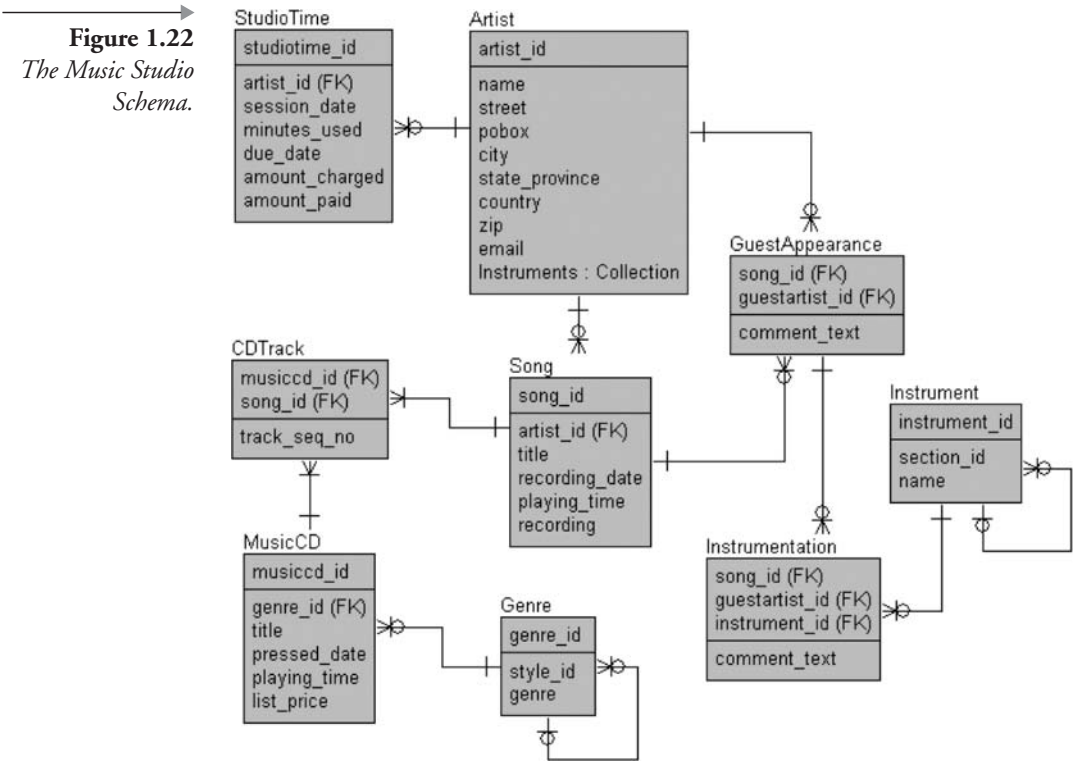 Figure 1.22
The Music Studio
Schema.
StudioTime
studiotime_id
artist_id (FK)
session_date
minutes_used
due_date
amount_charged
amount_paid
Artist
artist_id
name
street
pobox
city
state_province
country
zip
email
Instruments : Collection
GuestAppearance
song_id (FK)
guestartist_id (FK)
comment_text
CDTrack
musiccd_id (FK)
song_id (FK)
track_seq_no
Song
song_id
artist_id (FK)
title
recording_date
playing_time
recording
Instrument
instrument_id
section_id
name
MusicCD
musiccd_id
genre_id (FK)
title
pressed_date
playing_time
list_price
Genre
genre_id
style_id
genre
Instrumentation
song_id (FK)
guestartist_id (FK)
instrument_id (FK)
comment_text